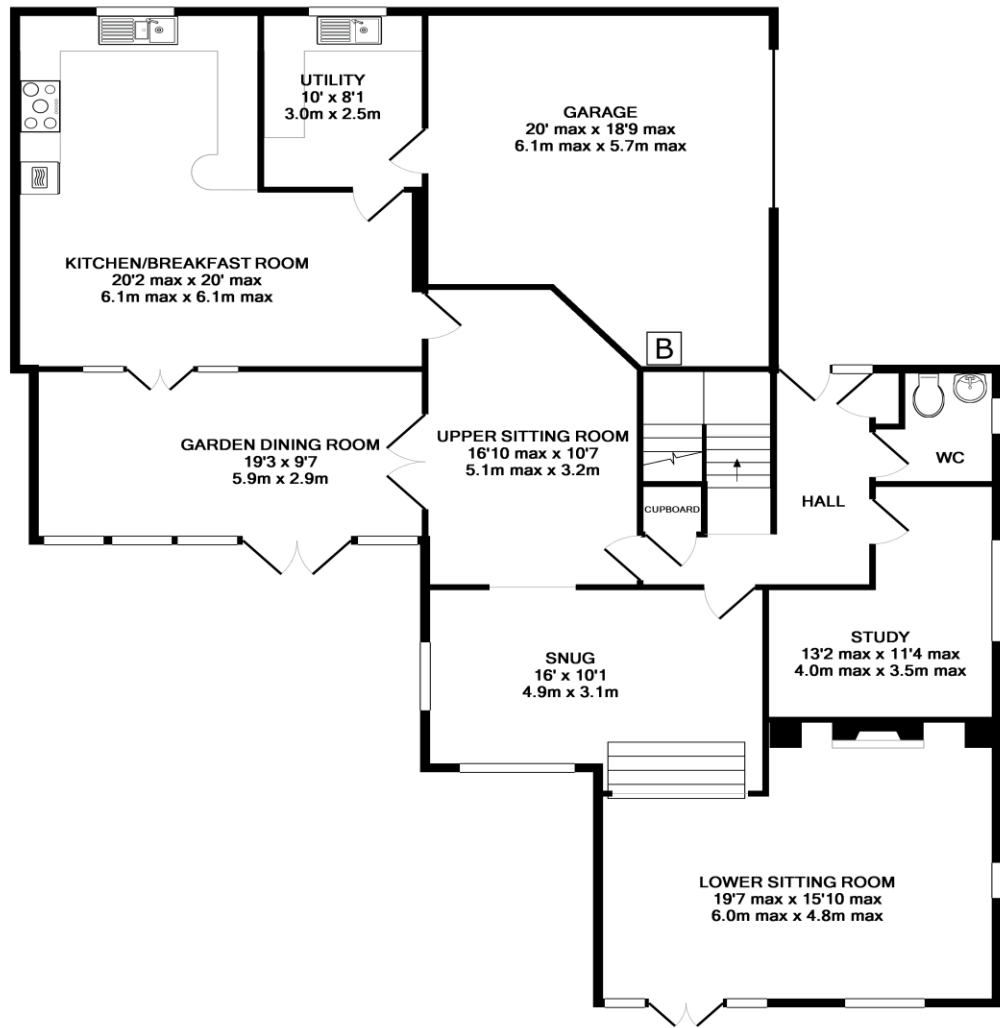 UTILITY
10' x 8'1
3.0m x 2.5m
GARAGE
20' max x 18'9 max
6.1m max x 5.7m max
KITCHEN/BREAKFAST ROOM
20'2 max x 20' max
6.1m max x 6.1m max
B
GARDEN DINING ROOM
19'3 x 9'7
5.9m x 2.9m
UPPER SITTING ROOM
16'10 max x 10'7
5.1m max x 3.2m
WC
CUPBOARD
HALL
SNUG
16' x 10'1
4.9m x 3.1m
STUDY
13'2 max x 11'4 max
4.0m max x 3.5m max
LOWER SITTING ROOM
19'7 max x 15'10 max
6.0m max x 4.8m max